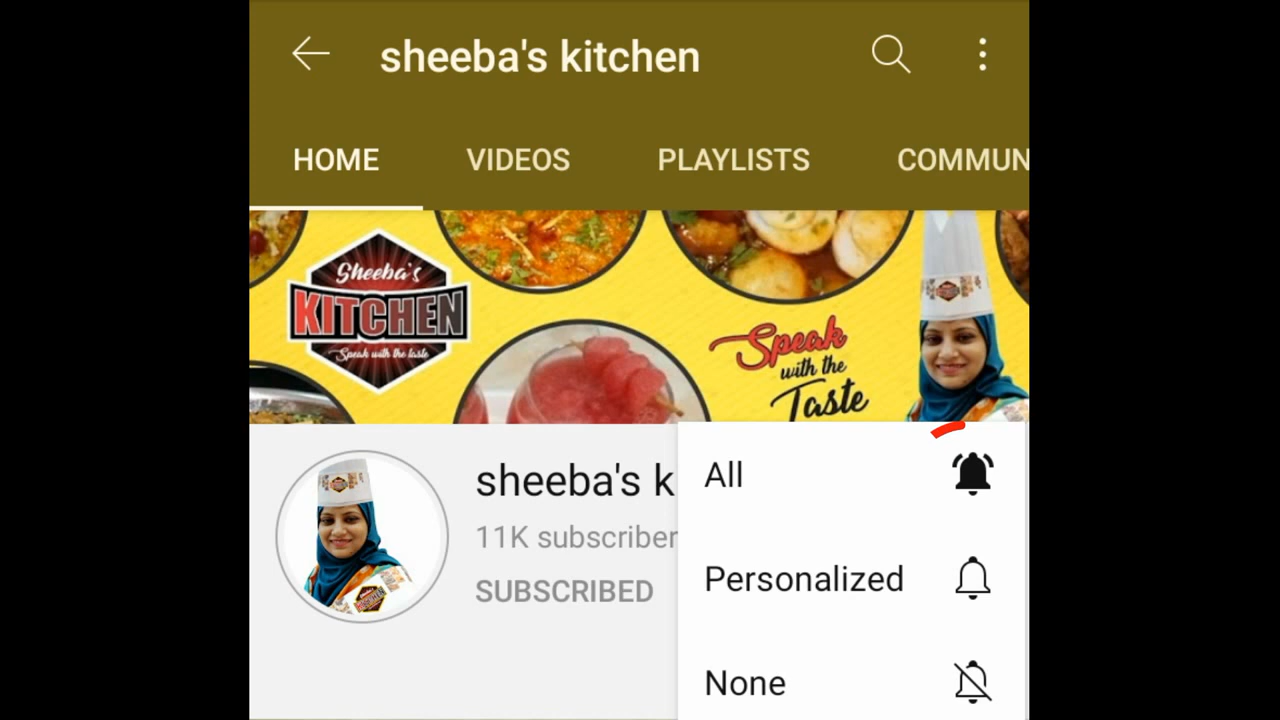 sheeba's kitchen
HOME VIDEOS PLAYLISTS COMMUN
Sheeba's
KITCHEN
Speak with the taste
Speak
with the
Taste
sheeba's k
11K subscriber
SUBSCRIBED
All
Personalized
None